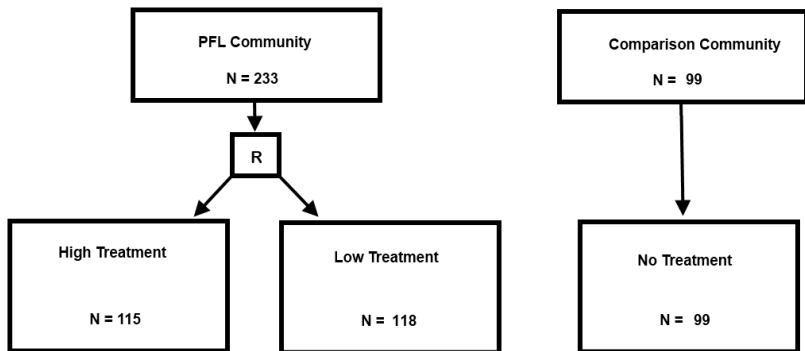 PFL Community
N = 233
Comparison Community
N = 99
R
High Treatment
N = 115
Low Treatment
N = 118
No Treatment
N = 99